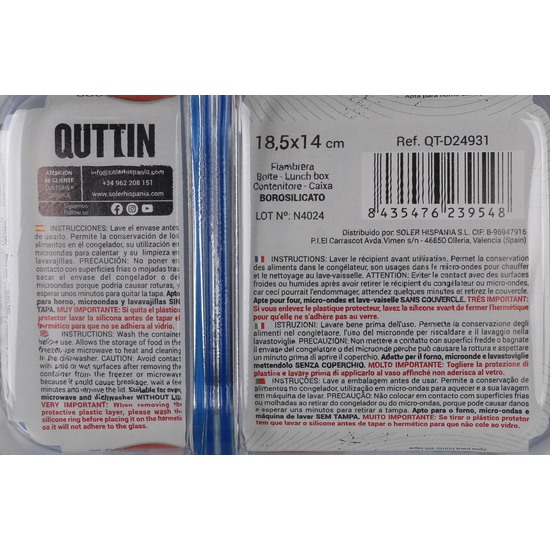 QUTTIN
ATENCIÓN
AL CLIENTE
CUSTOMER
SERVICE
info@solerhispania.com
+34 962 208 151
solerhispania.com
Síguenos
Follow us
INSTRUCCIONES: Lave el envase antes
de usarlo. Permite la conservación de los
alimentos en el congelador, su utilización en
microondas para calentar y su limpieza en
lavavajillas. PRECAUCIÓN: No poner en
contacto con superficies frías o mojadas tras
sacar del congelador o de microondas
porque podría causar roturas, y
esperar unos minutos para quitar la tapa. Apto
para horno, microondas y lavavajillas SIN
TAPA. MUY IMPORTANTE: Si quita el plástico
protector lavar la silicona antes de tapar el
hermético para que no se adhiera al vidrio.
INSTRUCTIONS: Wash the container
before use. Allows the storage of food in the
freezer, use microwave to heat and cleaning
in the dishwasher. CAUTION: Avoid contact
with cold or wet surfaces after removing the
container from the freezer or microwave
because it could cause breakage, wait a few
minutes and remove the lid. Suitable for oven,
microwave and dishwasher WITHOUT LID.
VERY IMPORTANT: When removing the
protective plastic layer, please wash the
silicone ring before placing it on the hermetic
so it will not adhere to the glass.
18,5x14 cm
Fiambrera
Boite - Lunch box
Contenitore - Caixa
BOROSILICATO
LOT Nº: N4024
Ref. QT-D24931
8 435476 239548
Distribuido por: SOLER HISPANIA S.L. CIF. B-96947916
P.I.El Carrascot Avda.Vimen s/n - 46850 Olleria, Valencia (Spain)
INSTRUCTIONS: Laver le récipient avant utilisation. Permet la conservation
des aliments dans le congélateur, son usages dans le micro-ondes pour chauffer
et le nettoyage au lave-vaisselle. ATTENTION: Eviter le contact avec des surfaces
froides ou humides après avoir retirer le récipient du congélateur ou micro-ondes,
car ceci pourrait l'endommager, attendre quelques minutes et retirez le couvercle.
Apte pour four, micro-ondes et lave-vaisselle SANS COUVERCLE. TRÉS IMPORTANT:
Si vous enlevez le plastique protecteur, lavez la silicone avant de fermer l'hermétique
pour qu'elle ne s'adhère pas au verre.
ISTRUZIONI: Lavare bene prima dell'uso. Permette la conservazione degli
alimenti nel congelatore, l'uso del microonde per riscaldare e il lavaggio nella
lavastoviglie. PRECAUZIONI: Non mettere a contatto con superfici fredde o bagnate
all'uscita dal congelatore o del microonde perche può causare la rottura e aspettare
un minuto prima di aprire il coperchio. Adatto per il forno, microonde e lavastoviglie
mettendolo SENZA COPERCHIO. MOLTO IMPORTANTE: Togliere la protezione di
plastica e lavare prima di applicarlo al vaso affinché non aderisca al vetro.
INSTRUÇÕES: Lave a embalagem antes de usar. Permite a conservação de
alimentos em congelador, utilização em micro-ondas para aquecer e a limpeza
em máquina de lavar. PRECAUÇÃO: Não colocar em contacto com superfícies frias
ou molhadas ao retirar do congelador ou do micro-ondas, porque pode causar danos
e esperar uns minutos para retirar a tampa. Apto para o forno, micro-ondas e
máquina de lavar SEM TAMPA. MUITO IMPORTANTE: Se tirar o plástico protetor
tem que lavar o silicone antes de tapar o hermético para que não cole ao vidro.